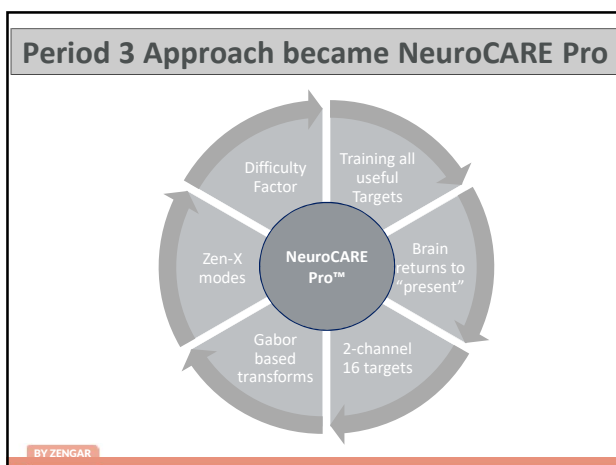 Period 3 Approach became NeuroCARE Pro
Difficulty
Factor
Training all
useful
Targets
Zen-X
modes
NeuroCARE
Pro™
Brain
returns to
“present”
Gabor
based
transforms
2-channel
16 targets
BY ZENGAR